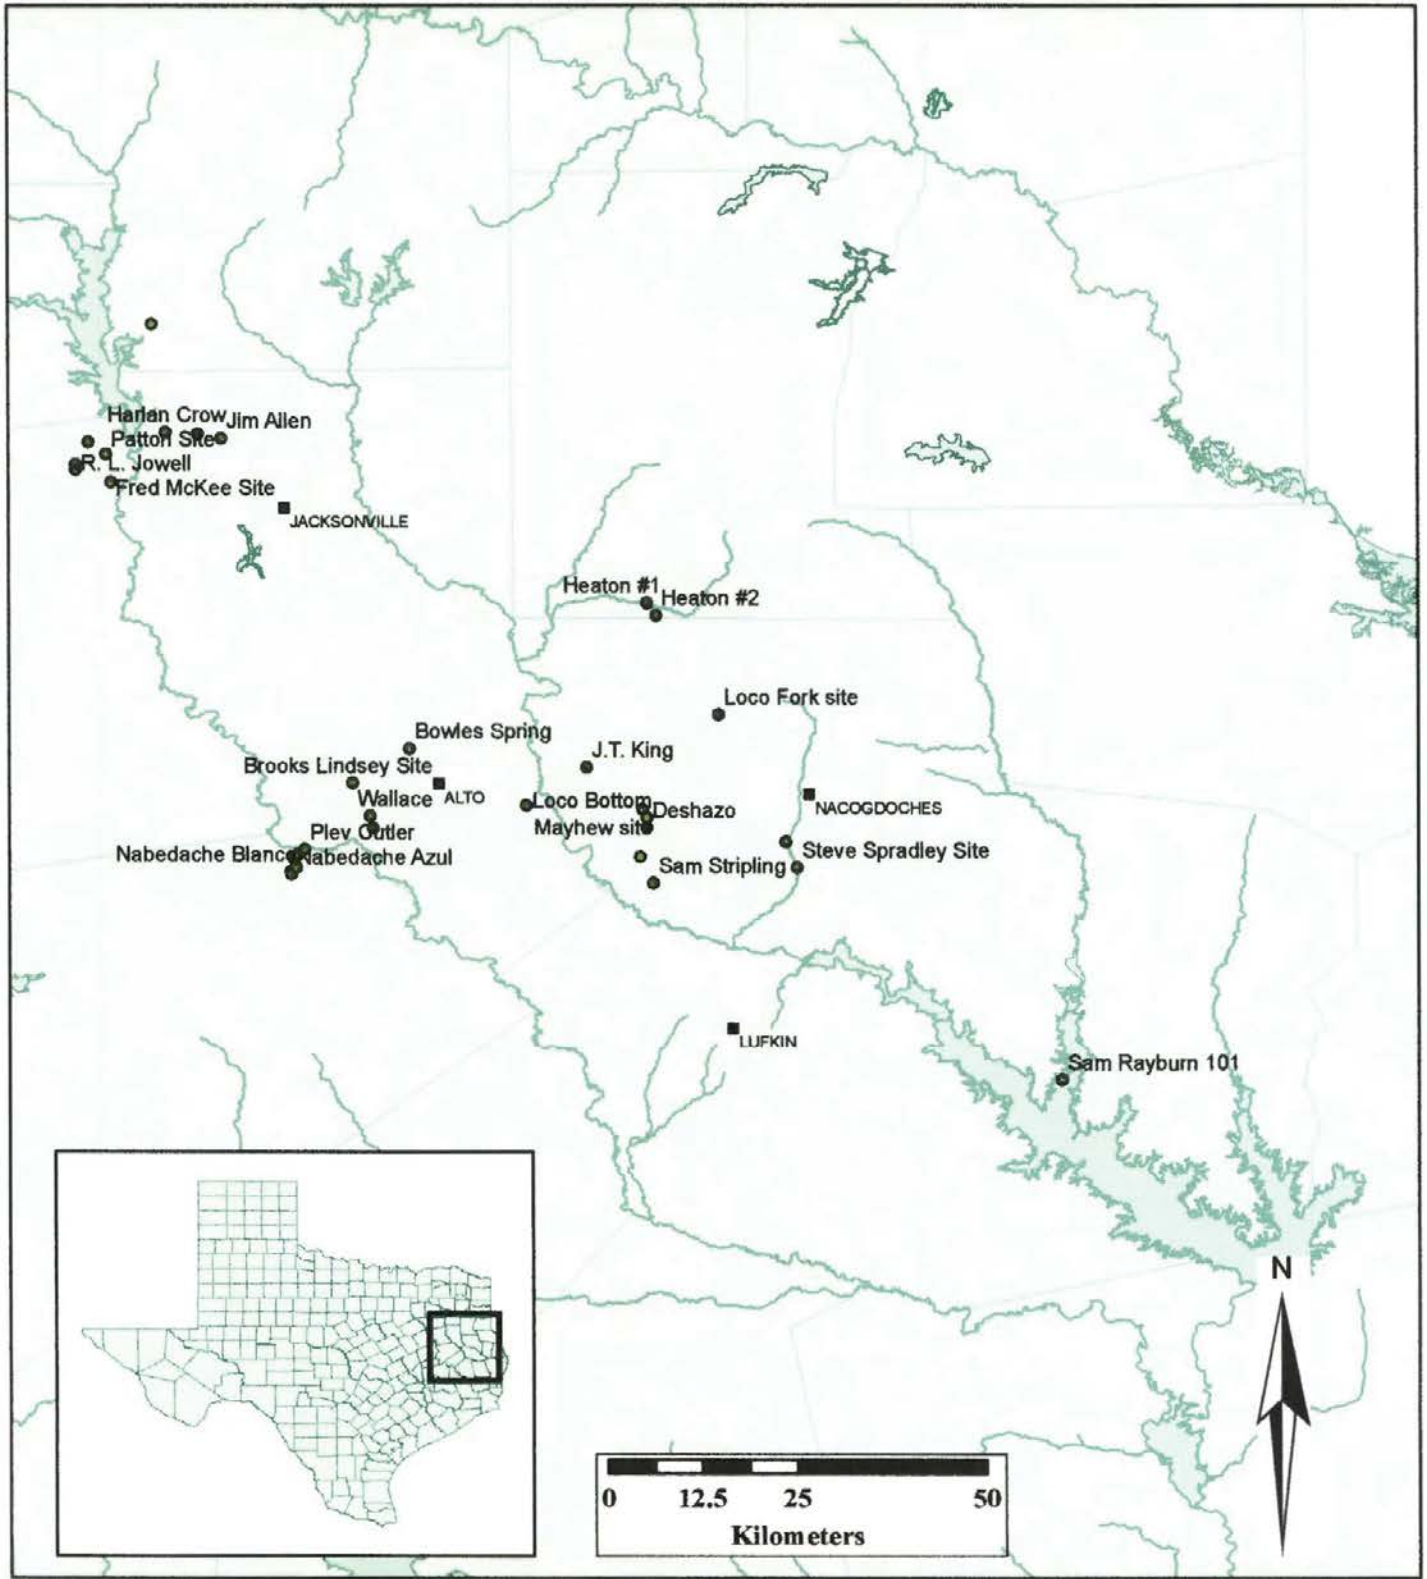 Harlan Crow
Jim Allen
Patton Site
R. L. Jowell
Fred McKee Site
JACKSONVILLE
Heaton #1
Heaton #2
Loco Fork site
Bowles Spring
J.T. King
Brooks Lindsey Site
ALTO
Wallace
Loco Bottom
Deshazo
NACOGDOCHES
Mayhew site
Plev Cutler
Nabedache Blanco
Nabedache Azul
Steve Spradley Site
Sam Stripling
LUFKIN
Sam Rayburn 101
N
0 12.5 25 50
Kilometers